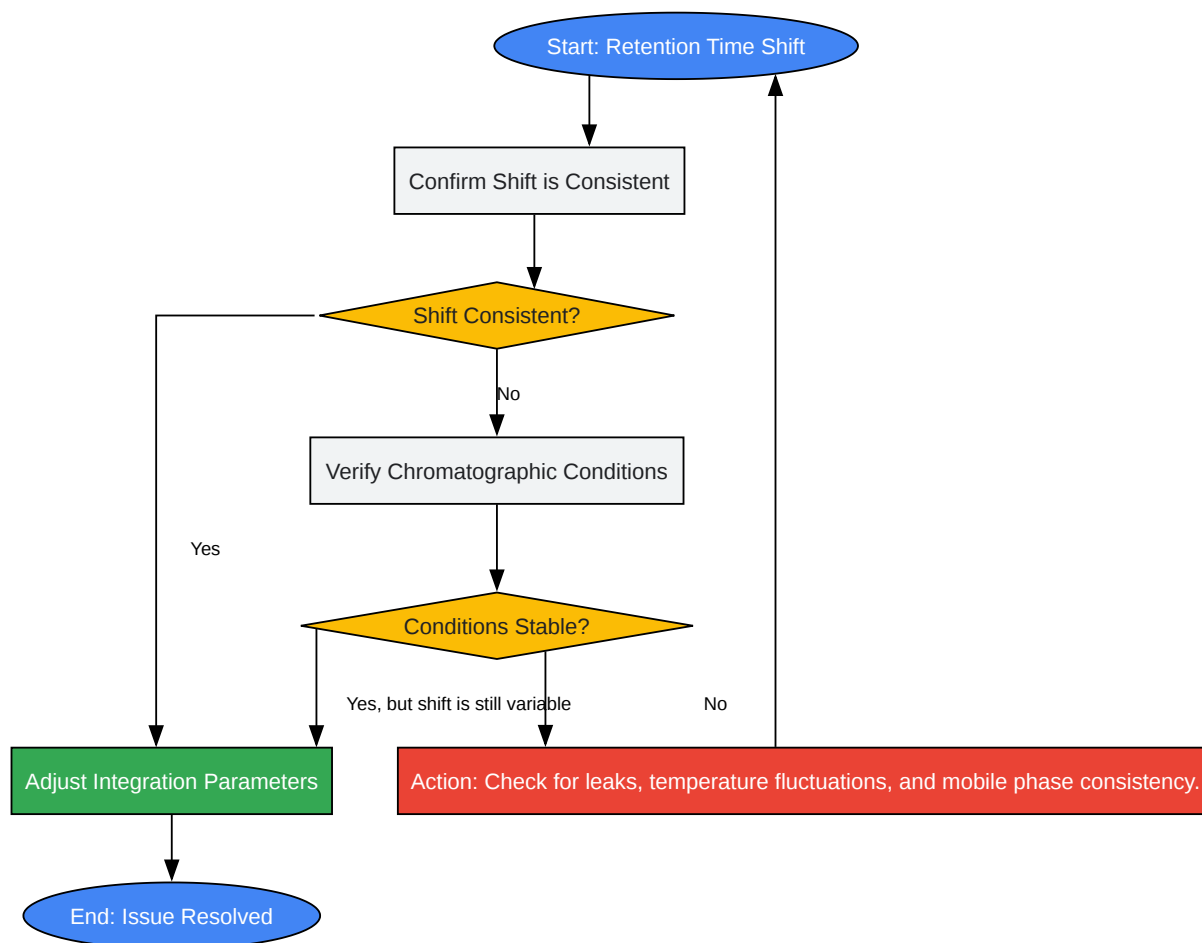 Start: Retention Time Shift
Confirm Shift is Consistent
Shift Consistent?
No
Verify Chromatographic Conditions
Yes
Conditions Stable?
Yes, but shift is still variable
No
Adjust Integration Parameters
Action: Check for leaks, temperature fluctuations, and mobile phase consistency.
End: Issue Resolved